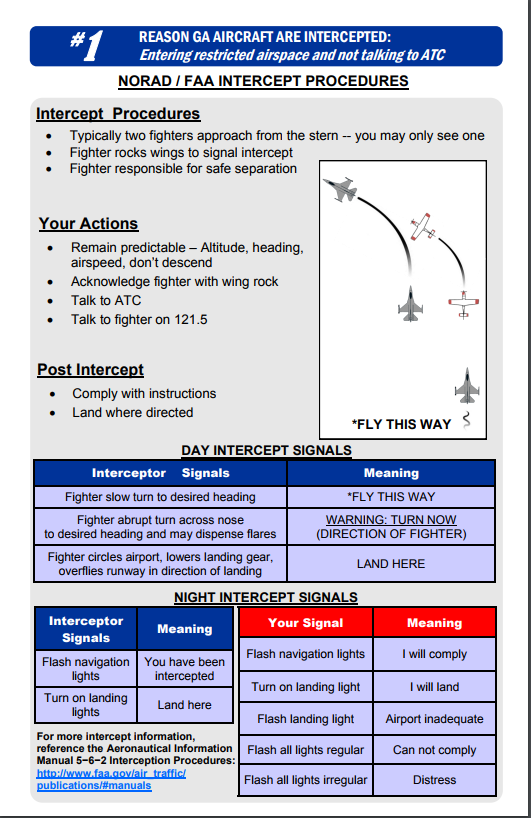 #1
REASON GA AIRCRAFT ARE INTERCEPTED:
Entering restricted airspace and not talking to ATC
NORAD / FAA INTERCEPT PROCEDURES
Intercept Procedures
• Typically two fighters approach from the stern -- you may only see one
• Fighter rocks wings to signal intercept
• Fighter responsible for safe separation
Your Actions
• Remain predictable – Altitude, heading,
airspeed, don't descend
• Acknowledge fighter with wing rock
• Talk to ATC
• Talk to fighter on 121.5
Post Intercept
• Comply with instructions
• Land where directed
*FLY THIS WAY
DAY INTERCEPT SIGNALS
Interceptor Signals
Meaning
Fighter slow turn to desired heading
*FLY THIS WAY
Fighter abrupt turn across nose
to desired heading and may dispense flares
WARNING: TURN NOW
(DIRECTION OF FIGHTER)
Fighter circles airport, lowers landing gear,
overflies runway in direction of landing
LAND HERE
NIGHT INTERCEPT SIGNALS
Interceptor
Signals
Meaning
Flash navigation
lights
You have been
intercepted
Turn on landing
lights
Land here
Your Signal
Meaning
Flash navigation lights
I will comply
Turn on landing light
I will land
Flash landing light
Airport inadequate
Flash all lights regular
Can not comply
Flash all lights irregular
Distress
For more intercept information,
reference the Aeronautical Information
Manual 5−6−2 Interception Procedures:
http://www.faa.gov/air_traffic/
publications/#manuals